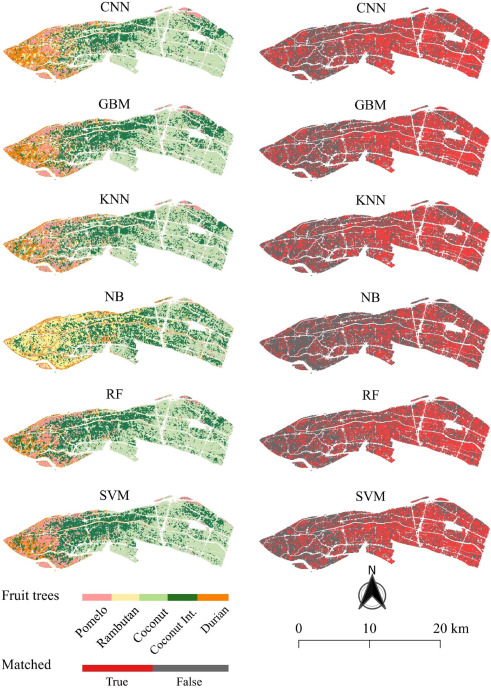 CNN
CNN
GBM
GBM
KNN
KNN
NB
NB
RF
RF
SVM
SVM
Fruit trees
Pomelo
Rambutan
Coconut
Coconut Int.
Durian
Matched
True
False
N
0
10
20 km